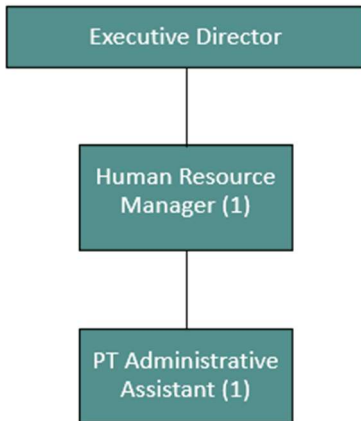 Executive Director
Human Resource
Manager (1)
PT Administrative
Assistant (1)